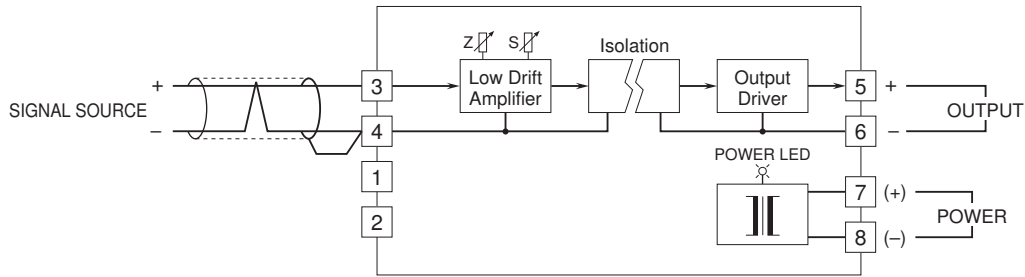 Z
S
Isolation
+
SIGNAL SOURCE
–
3
Low Drift
Amplifier
Output
Driver
5
+
OUTPUT
4
6
–
1
2
POWER LED
7
(+)
POWER
8
(–)